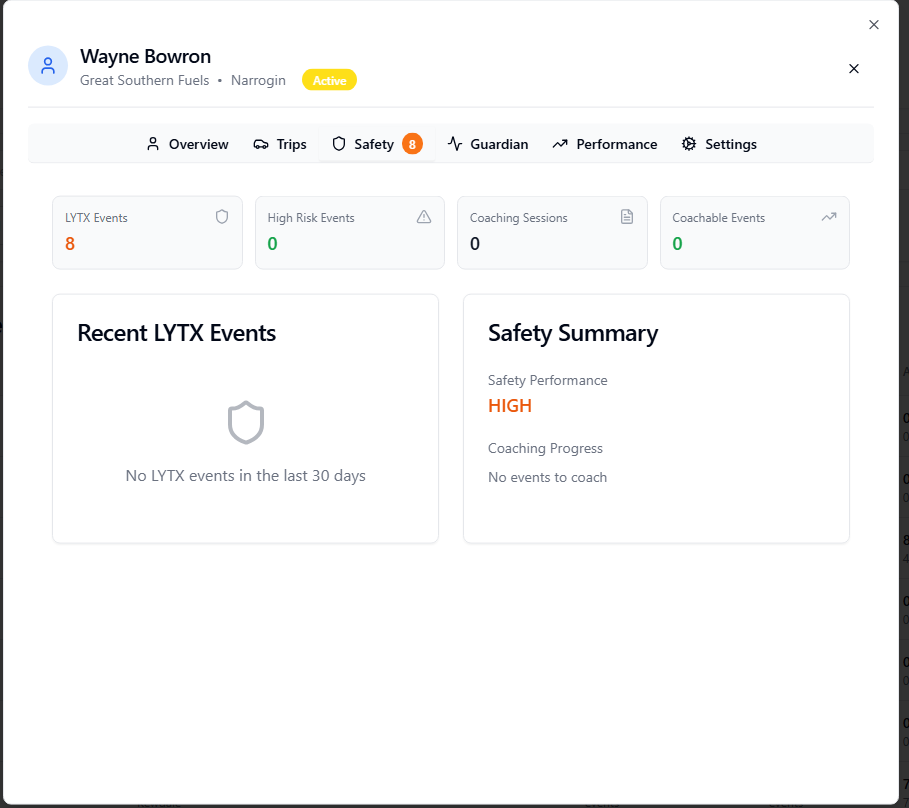 Wayne Bowron
Great Southern Fuels • Narrogin Active
Overview Trips Safety 8 Guardian Performance Settings
LYTX Events
8
High Risk Events
0
Coaching Sessions
0
Coachable Events
0
Recent LYTX Events
No LYTX events in the last 30 days
Safety Summary
Safety Performance
HIGH
Coaching Progress
No events to coach